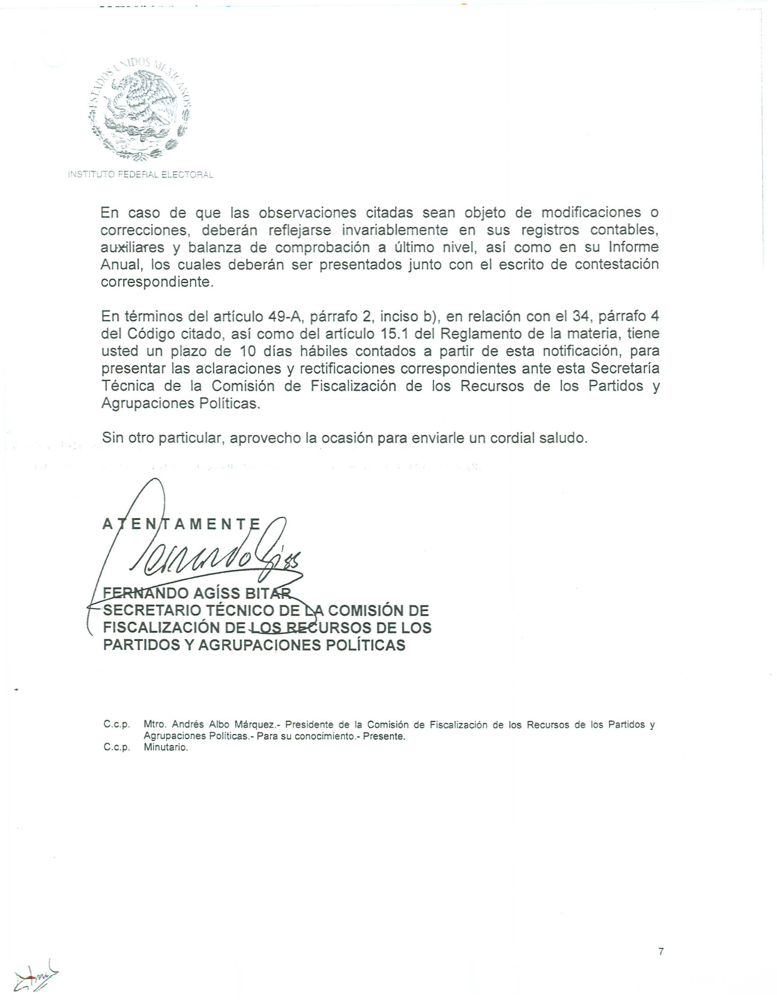 ESTADOS UNIDOS MEXICANOS
INSTITUTO FEDERAL ELECTORAL
En caso de que las observaciones citadas sean objeto de modificaciones o
correcciones, deberán reflejarse invariablemente en sus registros contables,
auxiliares y balanza de comprobación a último nivel, así como en su Informe
Anual, los cuales deberán ser presentados junto con el escrito de contestación
correspondiente.
En términos del artículo 49-A, párrafo 2, inciso b), en relación con el 34, párrafo 4
del Código citado, así como del artículo 15.1 del Reglamento de la materia, tiene
usted un plazo de 10 días hábiles contados a partir de esta notificación, para
presentar las aclaraciones y rectificaciones correspondientes ante esta Secretaría
Técnica de la Comisión de Fiscalización de los Recursos de los Partidos y
Agrupaciones Políticas.
Sin otro particular, aprovecho la ocasión para enviarle un cordial saludo.
A T E N T A M E N T E
Fernando Agiss
FERNANDO AGÍSS BITAR
SECRETARIO TÉCNICO DE LA COMISIÓN DE
FISCALIZACIÓN DE LOS RECURSOS DE LOS
PARTIDOS Y AGRUPACIONES POLÍTICAS
C.c.p. Mtro. Andrés Albo Márquez.- Presidente de la Comisión de Fiscalización de los Recursos de los Partidos y
Agrupaciones Políticas.- Para su conocimiento.- Presente.
C.c.p. Minutario.
7